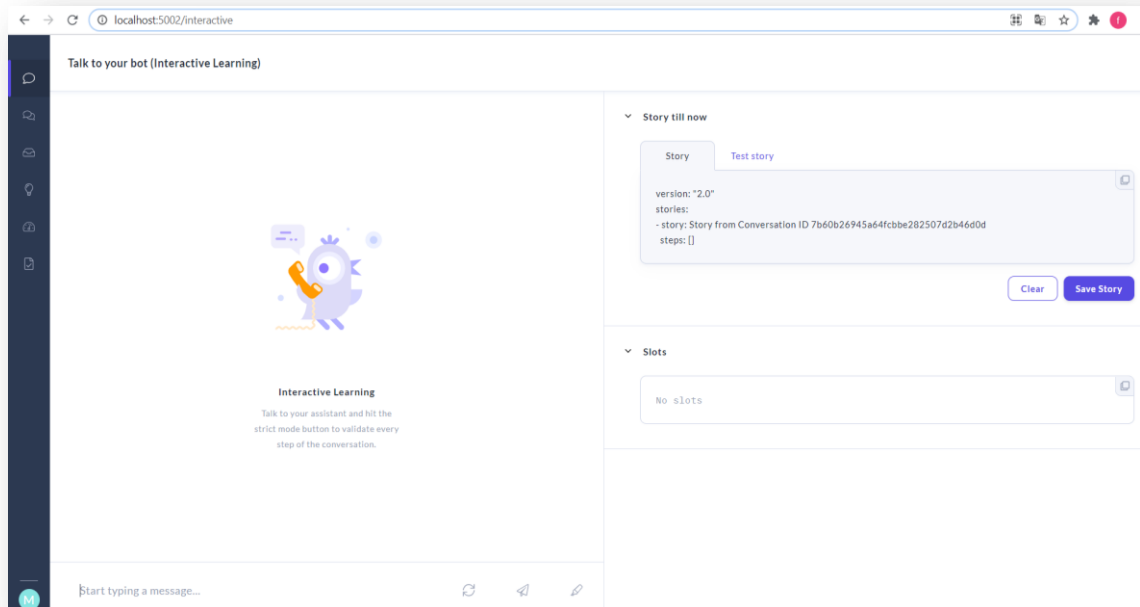 localhost:5002/interactive
f
Talk to your bot (Interactive Learning)
Story till now
Story
Test story
version: "2.0"
stories:
- story: Story from Conversation ID 7b60b26945a64fcbbe282507d2b46d0d
steps: []
Clear
Save Story
Slots
No slots
Interactive Learning
Talk to your assistant and hit the
strict mode button to validate every
step of the conversation.
Start typing a message...
M